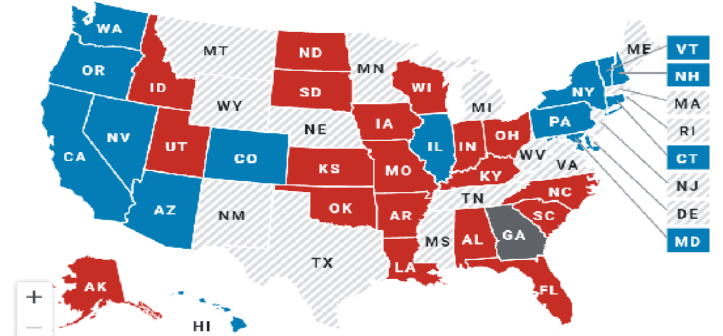 WA
MT
ND
MN
ME
VT
OR
ID
SD
WI
NH
WY
MI
NY
MA
IA
NE
PA
RI
NV
UT
CO
IL
IN
OH
CT
CA
KS
MO
WV
VA
NJ
KY
AZ
NM
OK
AR
TN
NC
DE
SC
MS
AL
GA
MD
TX
LA
AK
FL
+
HI